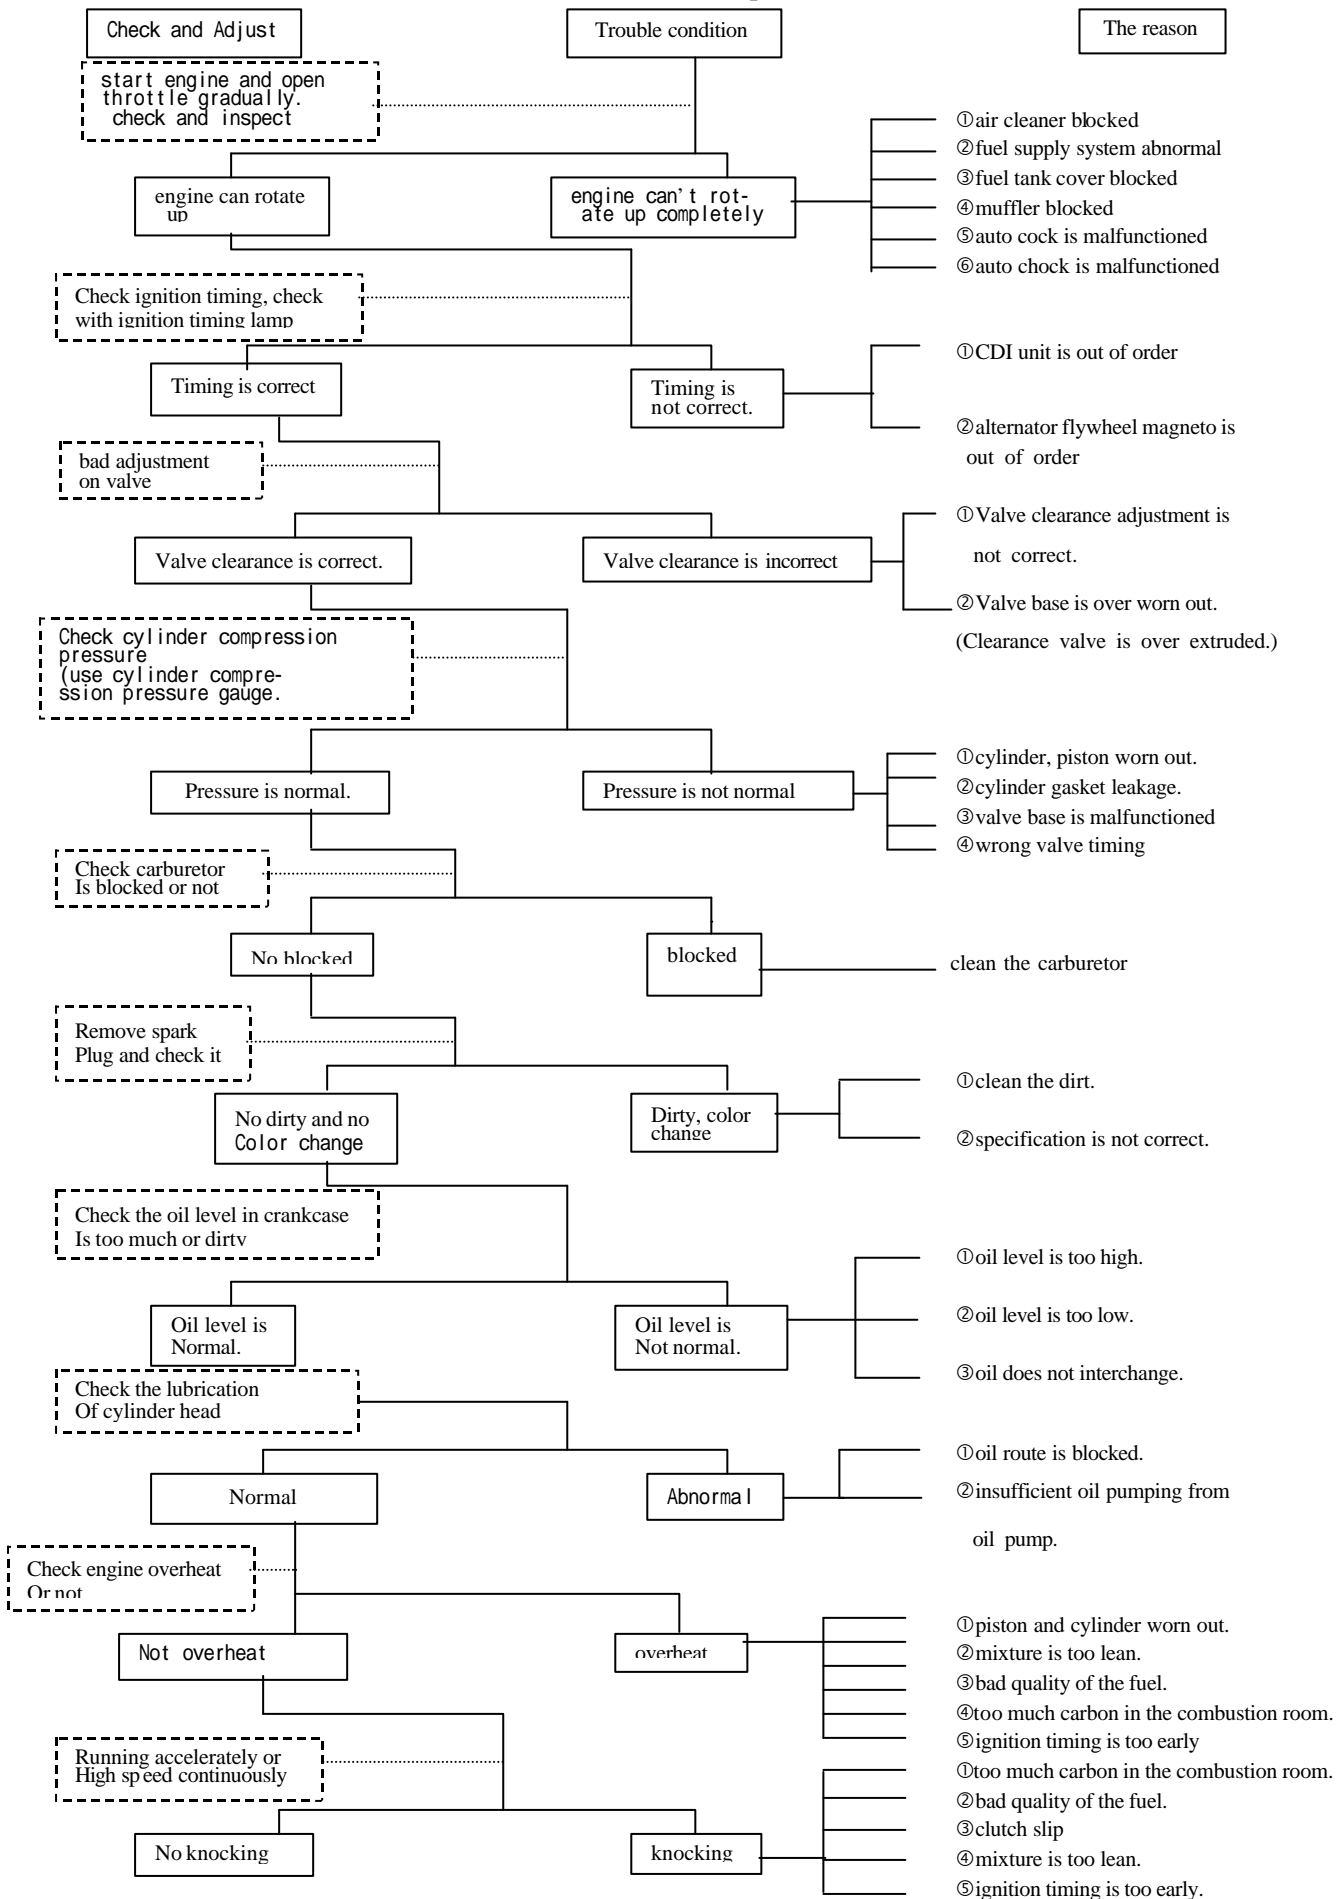 Check and Adjust
Trouble condition
The reason
start engine and open
throttle gradually.
check and inspect
①air cleaner blocked
②fuel supply system abnormal
③fuel tank cover blocked
④muffler blocked
⑤auto cock is malfunctioned
⑥auto chock is malfunctioned
engine can rotate
up
engine can't rot-
ate up completely
Check ignition timing, check
with ignition timing lamp
①CDI unit is out of order
Timing is correct
Timing is
not correct.
②alternator flywheel magneto is
out of order
bad adjustment
on valve
①Valve clearance adjustment is
not correct.
Valve clearance is correct.
Valve clearance is incorrect
②Valve base is over worn out.
(Clearance valve is over extruded.)
Check cylinder compression
pressure
(use cylinder compre-
ssion pressure gauge.
①cylinder, piston worn out.
②cylinder gasket leakage.
③valve base is malfunctioned
④wrong valve timing
Pressure is normal.
Pressure is not normal
Check carburetor
Is blocked or not
No blocked
blocked
clean the carburetor
Remove spark
Plug and check it
①clean the dirt.
②specification is not correct.
No dirty and no
Color change
Dirty, color
change
Check the oil level in crankcase
Is too much or dirty
①oil level is too high.
②oil level is too low.
③oil does not interchange.
Oil level is
Normal.
Oil level is
Not normal.
Check the lubrication
Of cylinder head
①oil route is blocked.
②insufficient oil pumping from
oil pump.
Normal
Abnormal
Check engine overheat
Or not
①piston and cylinder worn out.
②mixture is too lean.
③bad quality of the fuel.
④too much carbon in the combustion room.
⑤ignition timing is too early
Not overheat
overheat
Running accelerately or
High speed continuously
①too much carbon in the combustion room.
②bad quality of the fuel.
③clutch slip
④mixture is too lean.
⑤ignition timing is too early.
No knocking
knocking